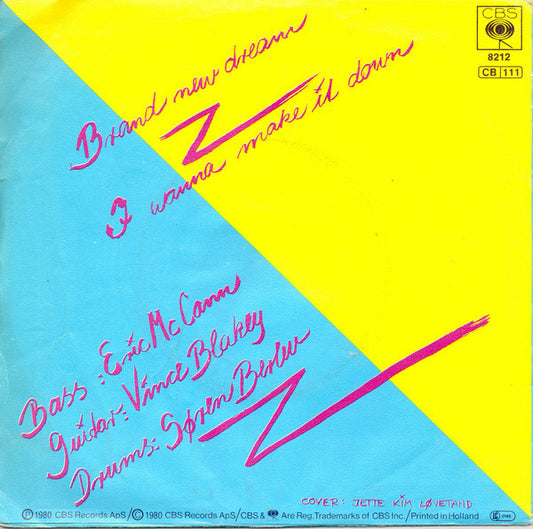 CBS
8212
CB 111
Brand new dream
I wanna make it down
Bass: Eric McCann
Guidar: Vince Blakey
Drums: Søren Berlev
COVER: JETTE KIM LØVETAND
Ⓟ 1980 CBS Records ApS/Ⓒ 1980 CBS Records ApS/CBS & Are Reg. Trademarks of CBS Inc./Printed in Holland